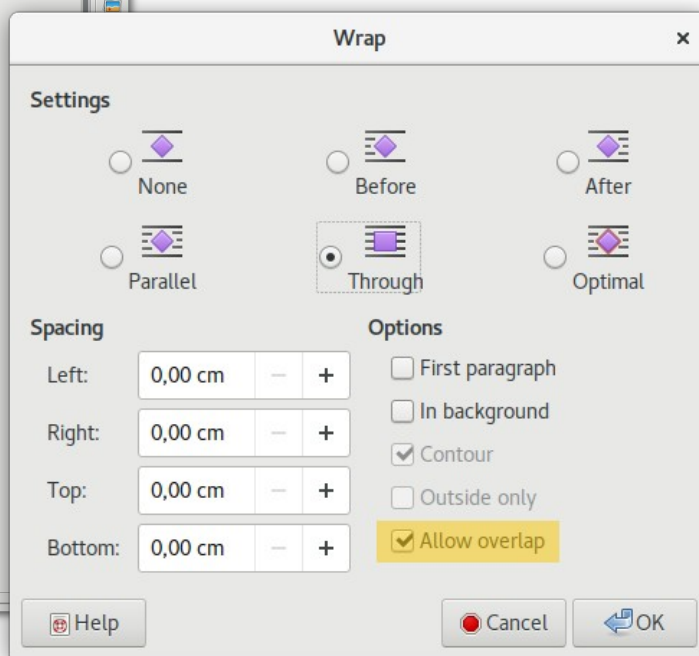 Wrap
Settings
None
Before
After
Parallel
Through
Optimal
Spacing
Options
Left:
0,00 cm
First paragraph
In background
Right:
0,00 cm
Contour
Top:
0,00 cm
Outside only
Bottom:
0,00 cm
Allow overlap
Help
Cancel
OK